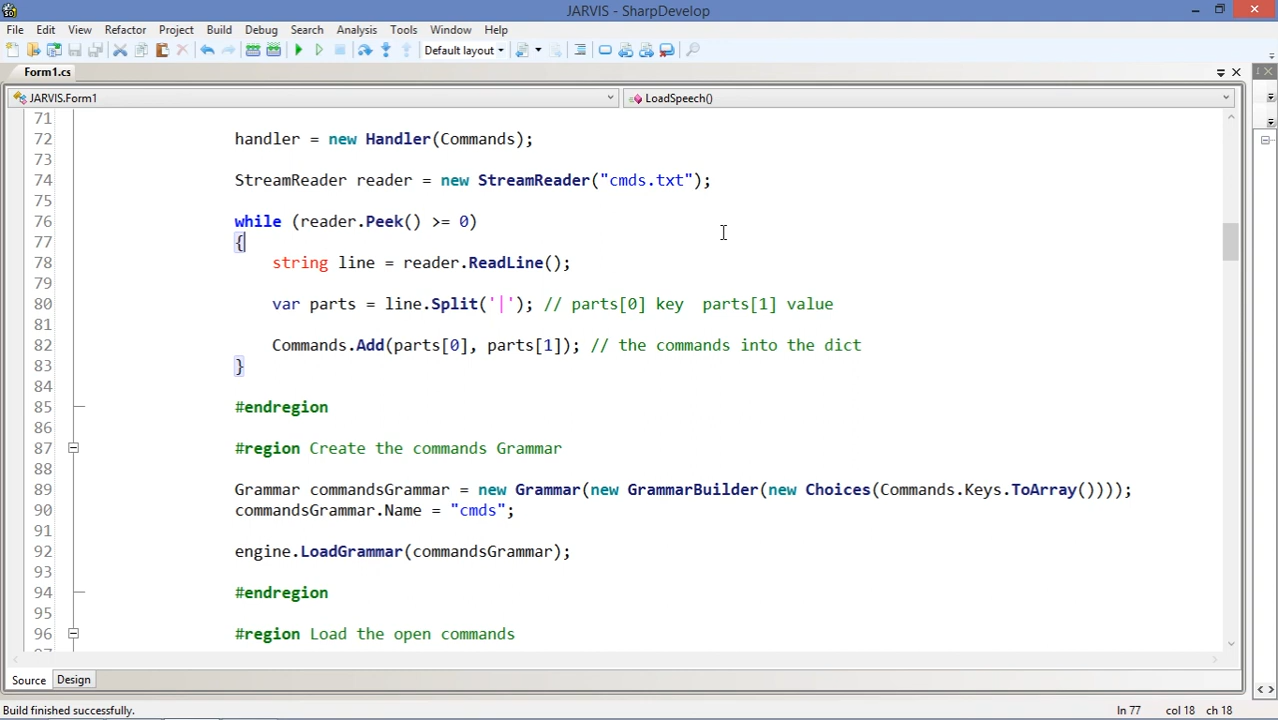 JARVIS - SharpDevelop
File Edit View Refactor Project Build Debug Search Analysis Tools Window Help
Default layout
Form1.cs
JARVIS.Form1 LoadSpeech()
71
72 handler = new Handler(Commands);
73
74 StreamReader reader = new StreamReader("cmds.txt");
75
76 while (reader.Peek() >= 0)
77 {
78 string line = reader.ReadLine();
79
80 var parts = line.Split('|'); // parts[0] key  parts[1] value
81
82 Commands.Add(parts[0], parts[1]); // the commands into the dict
83 }
84
85 #endregion
86
87 #region Create the commands Grammar
88
89 Grammar commandsGrammar = new Grammar(new GrammarBuilder(new Choices(Commands.Keys.ToArray())));
90 commandsGrammar.Name = "cmds";
91
92 engine.LoadGrammar(commandsGrammar);
93
94 #endregion
95
96 #region Load the open commands
Source Design
Build finished successfully. ln 77 col 18 ch 18